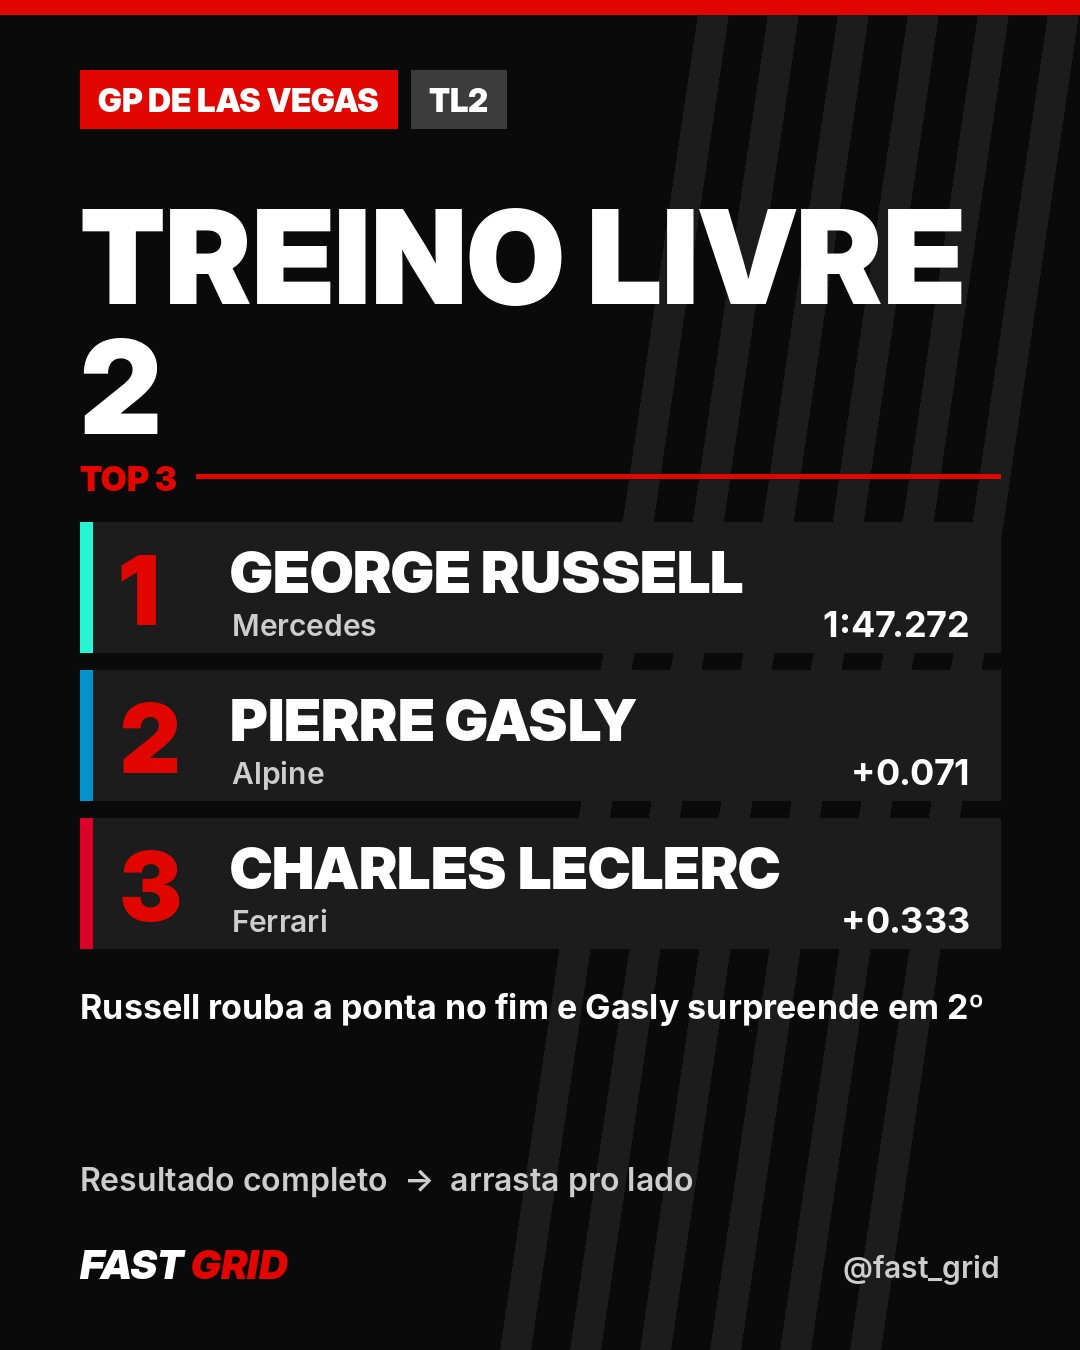 GP DE LAS VEGAS
TL2
TREINO LIVRE
2
TOP 3
1
GEORGE RUSSELL
Mercedes
1:47.272
2
PIERRE GASLY
Alpine
+0.071
3
CHARLES LECLERC
Ferrari
+0.333
Russell rouba a ponta no fim e Gasly surpreende em 2º
Resultado completo → arrasta pro lado
FAST GRID
@fast_grid